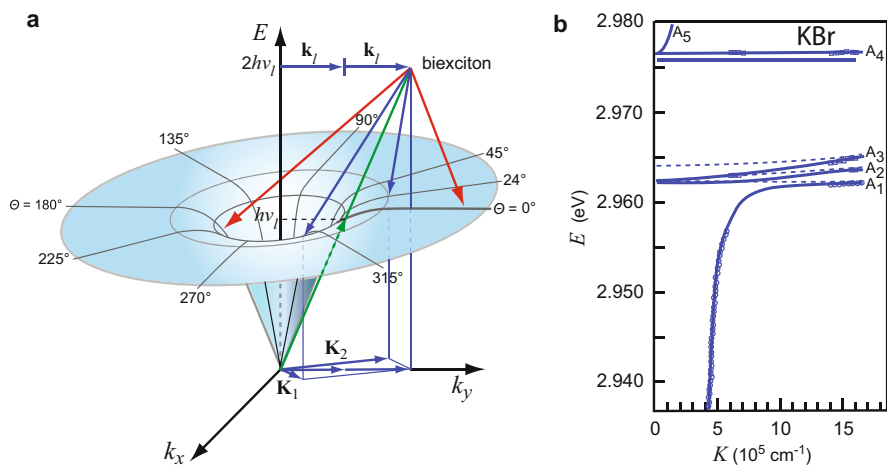 a
E
2hν_l
k_l
k_l
biexciton
90°
135°
45°
24°
Θ = 180°
hν_l
Θ = 0°
225°
315°
270°
K_2
K_1
k_y
k_x
b
2.980
A_5
KBr
A_4
2.970
A_3
A_2
2.960
A_1
E (eV)
2.950
2.940
0
5
10
15
K (10^5 cm^-1)